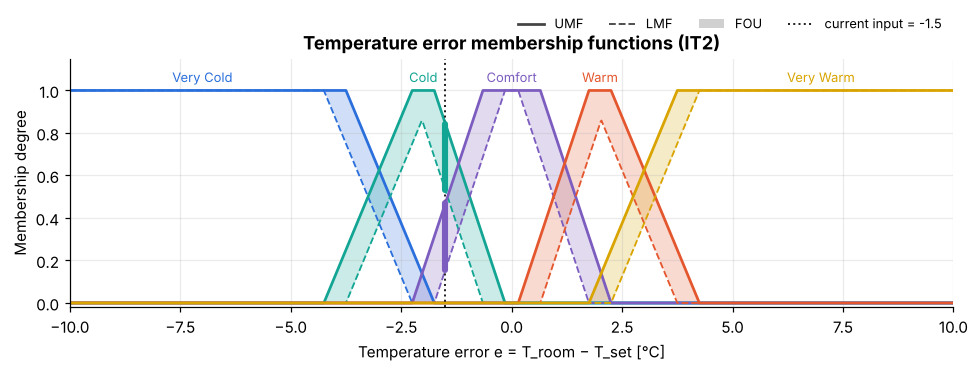 UMF LMF FOU current input = -1.5
Temperature error membership functions (IT2)
Very Cold Cold Comfort Warm Very Warm
1.0
0.8
0.6
0.4
0.2
0.0
Membership degree
−10.0 −7.5 −5.0 −2.5 0.0 2.5 5.0 7.5 10.0
Temperature error e = T_room − T_set [°C]